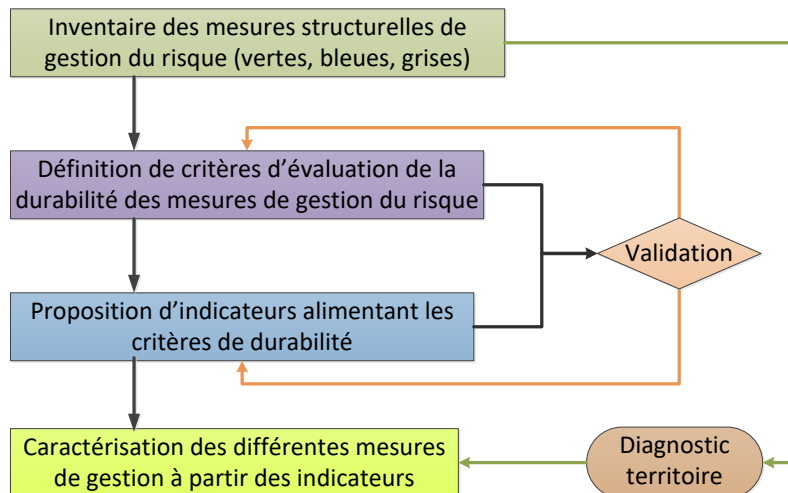 Inventaire des mesures structurelles de
gestion du risque (vertes, bleues, grises)
Définition de critères d’évaluation de la
durabilité des mesures de gestion du risque
Validation
Proposition d’indicateurs alimentant les
critères de durabilité
Caractérisation des différentes mesures
de gestion à partir des indicateurs
Diagnostic
territoire